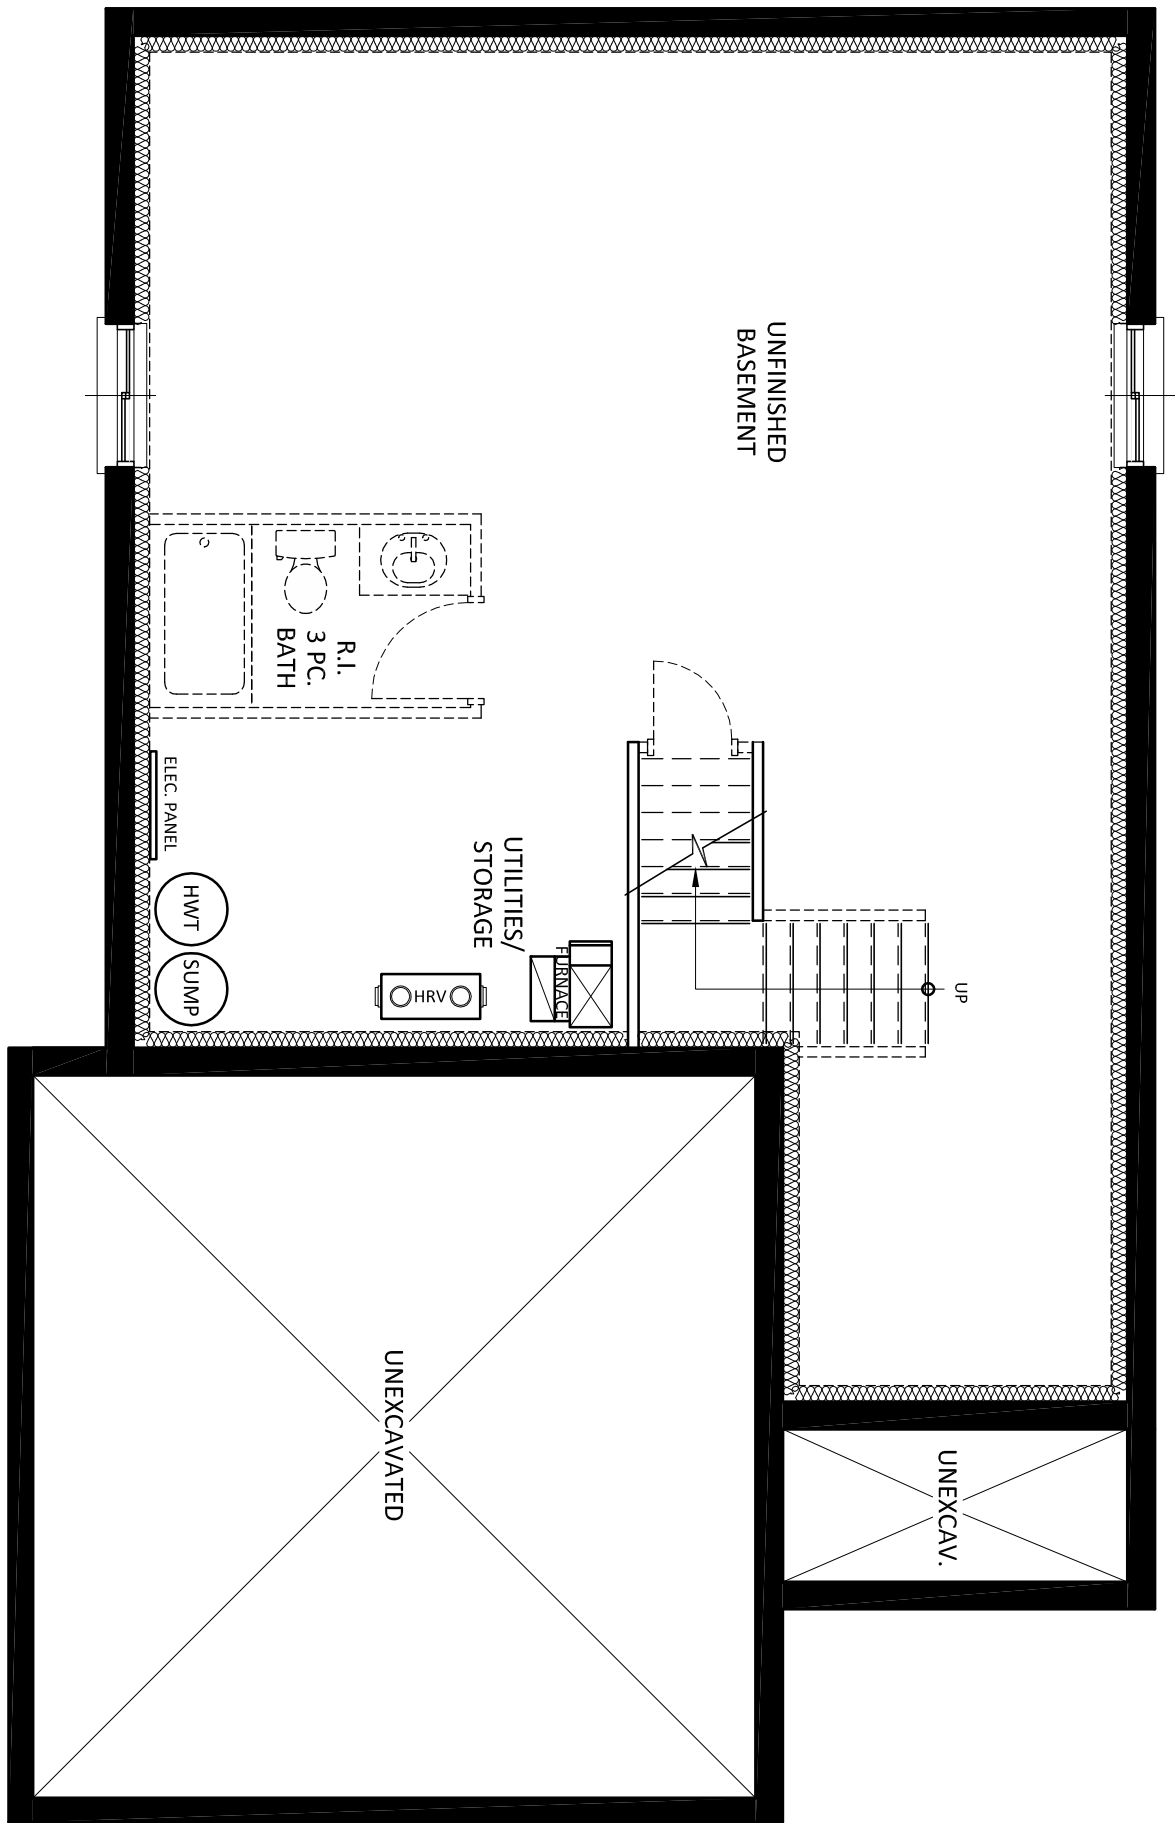 UNFINISHED
BASEMENT
R.I.
3 PC.
BATH
ELEC. PANEL
UTILITIES/
STORAGE
HWT
SUMP
HRV
FURNACE
UP
UNEXCAVATED
UNEXCAV.